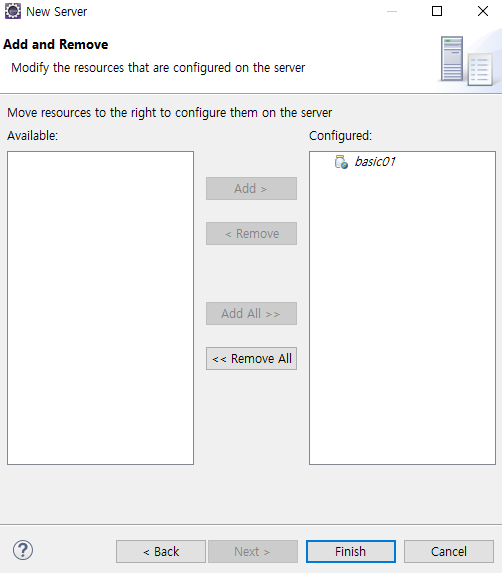 New Server
Add and Remove
Modify the resources that are configured on the server
Move resources to the right to configure them on the server
Available:
Configured:
basic01
Add >
< Remove
Add All >>
<< Remove All
?
< Back
Next >
Finish
Cancel